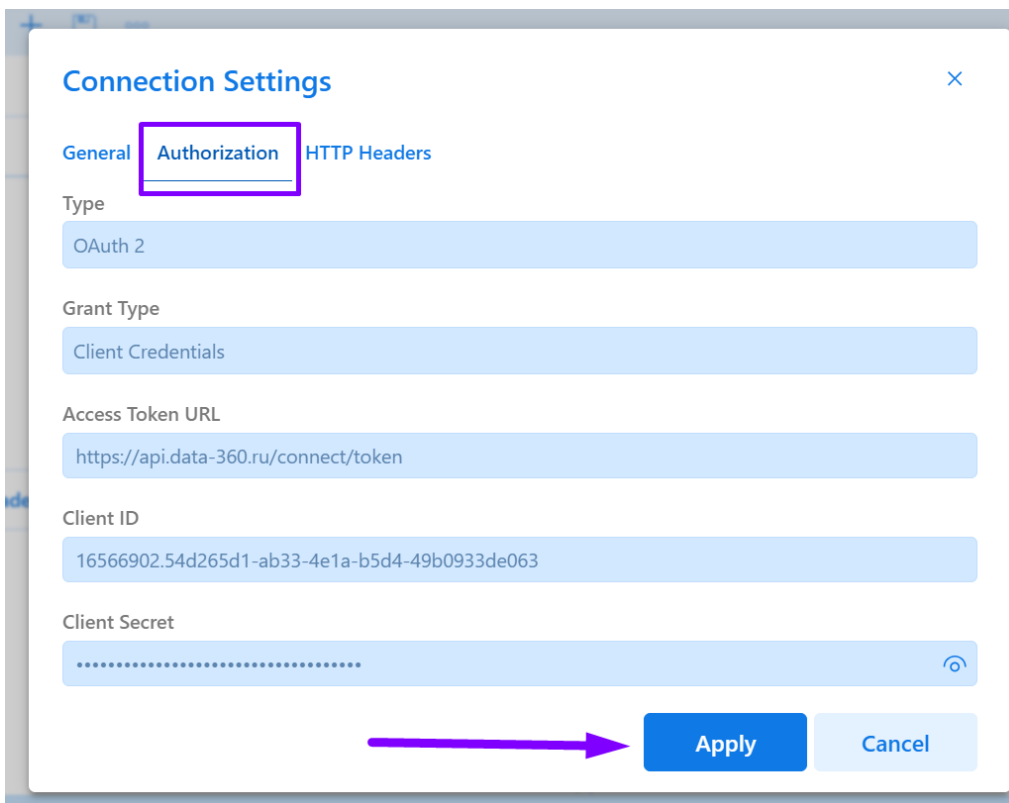 Connection Settings
General Authorization HTTP Headers
Type
OAuth 2
Grant Type
Client Credentials
Access Token URL
https://api.data-360.ru/connect/token
Client ID
16566902.54d265d1-ab33-4e1a-b5d4-49b0933de063
Client Secret
••••••••••••••••••••••••••••••••••••
Apply Cancel